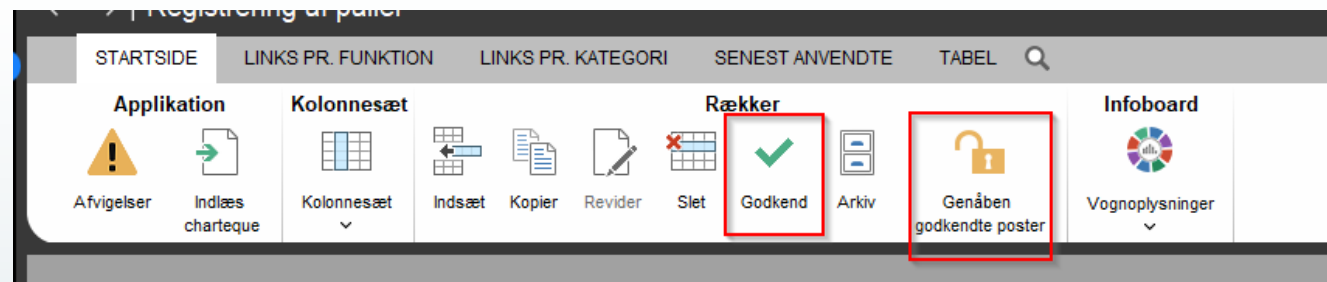 Registrering af paller
STARTSIDE LINKS PR. FUNKTION LINKS PR. KATEGORI SENEST ANVENDTE TABEL
Applikation Kolonnesæt Rækker Infoboard
Afvigelser Indlæs charteque Kolonnesæt Indsæt Kopier Revider Slet Godkend Arkiv Genåben godkendte poster Vognoplysninger